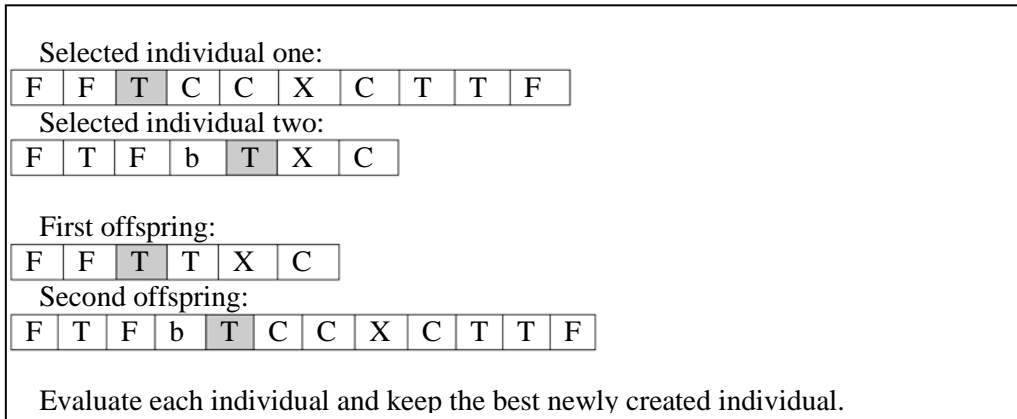 Selected individual one:
F F T C C X C T T F
Selected individual two:
F T F b T X C
First offspring:
F F T T X C
Second offspring:
F T F b T C C X C T T F
Evaluate each individual and keep the best newly created individual.